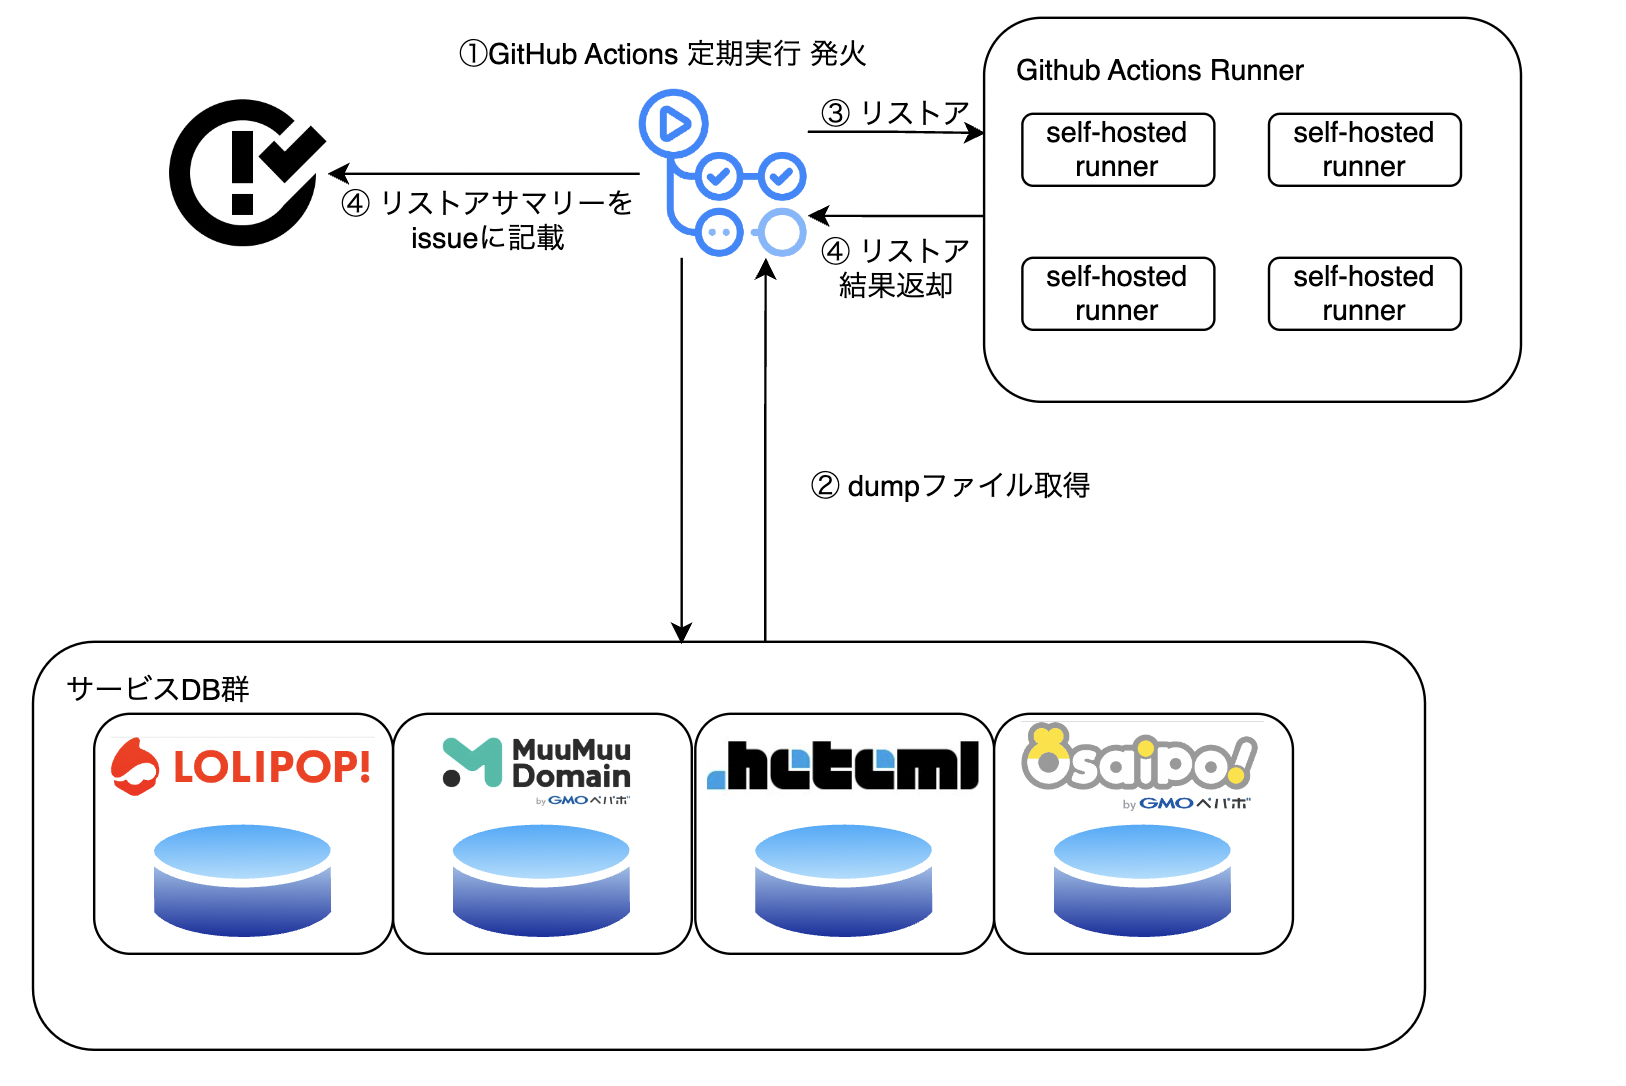 ①GitHub Actions 定期実行 発火
Github Actions Runner
③ リストア
self-hosted
runner
self-hosted
runner
④ リストアサマリーを
issueに記載
④ リストア
結果返却
self-hosted
runner
self-hosted
runner
② dumpファイル取得
サービスDB群
LOLIPOP!
MuuMuu
Domain
by GMOペパボ
.heteml
Osaipo!
by GMOペパボ